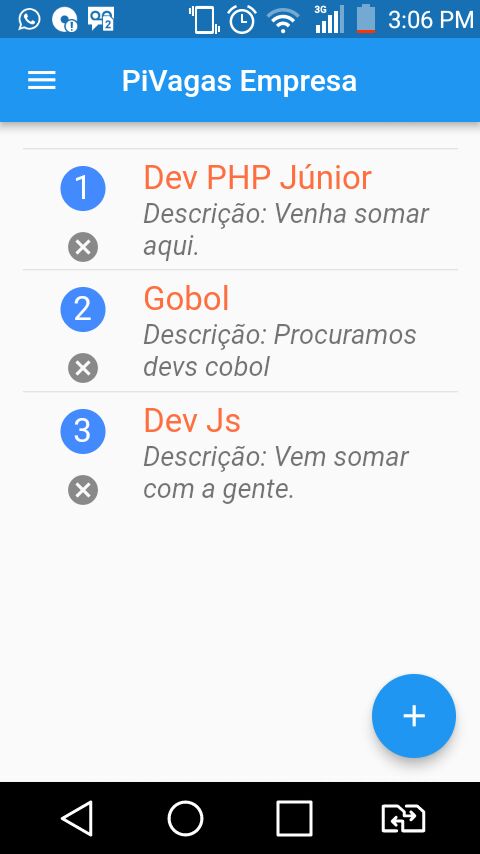 3G 3:06 PM
PiVagas Empresa
1 Dev PHP Júnior
Descrição: Venha somar
aqui.
2 Gobol
Descrição: Procuramos
devs cobol
3 Dev Js
Descrição: Vem somar
com a gente.
+